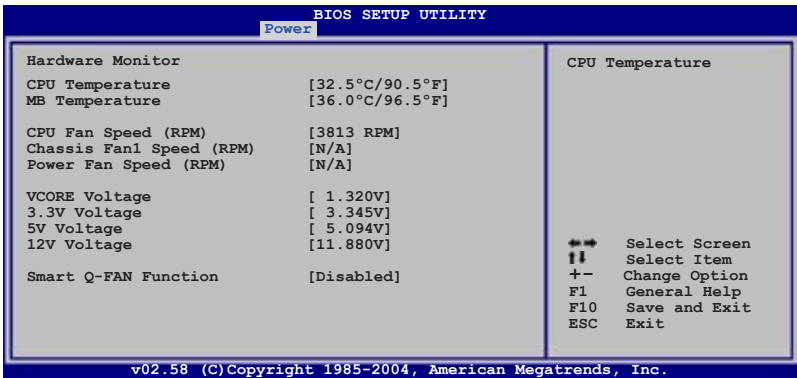 BIOS SETUP UTILITY
Power
Hardware Monitor
CPU Temperature [32.5°C/90.5°F]
MB Temperature [36.0°C/96.5°F]
CPU Fan Speed (RPM) [3813 RPM]
Chassis Fan1 Speed (RPM) [N/A]
Power Fan Speed (RPM) [N/A]
VCORE Voltage [ 1.320V]
3.3V Voltage [ 3.345V]
5V Voltage [ 5.094V]
12V Voltage [11.880V]
Smart Q-FAN Function [Disabled]
CPU Temperature
←→ Select Screen
↑↓ Select Item
+- Change Option
F1 General Help
F10 Save and Exit
ESC Exit
v02.58 (C)Copyright 1985-2004, American Megatrends, Inc.